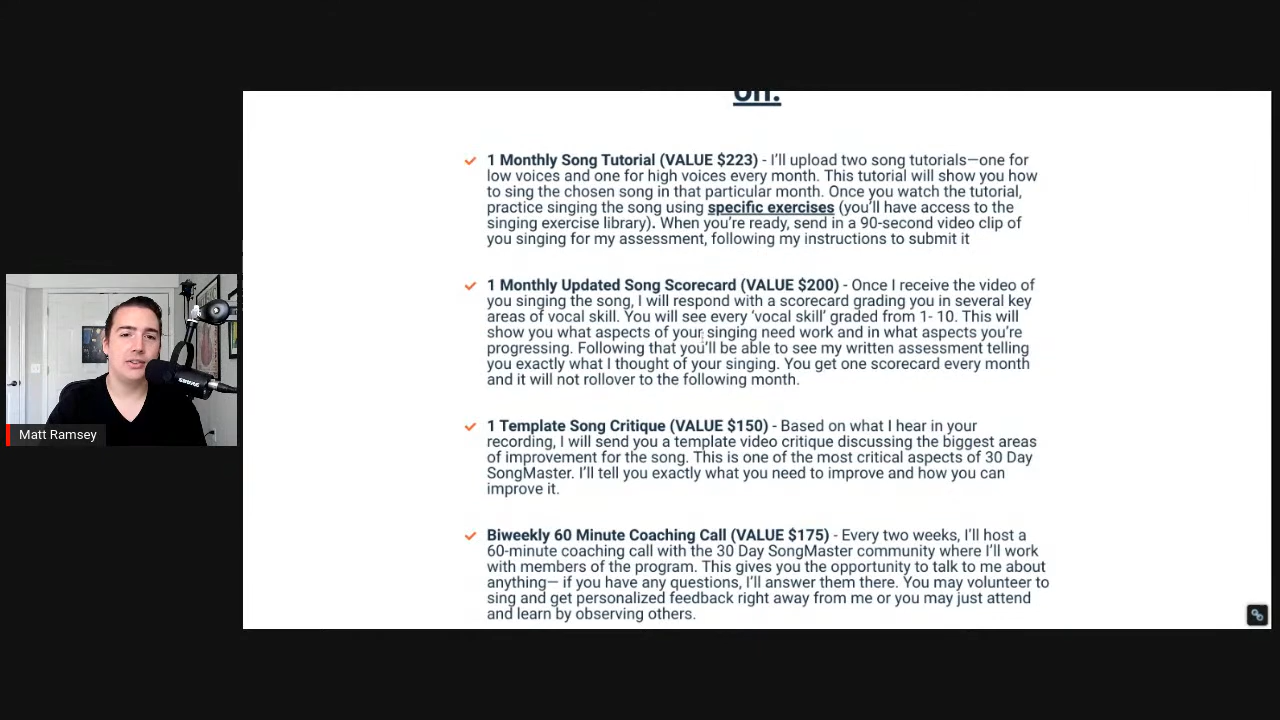 on.
1 Monthly Song Tutorial (VALUE $223) - I’ll upload two song tutorials—one for
low voices and one for high voices every month. This tutorial will show you how
to sing the chosen song in that particular month. Once you watch the tutorial,
practice singing the song using specific exercises (you’ll have access to the
singing exercise library). When you’re ready, send in a 90-second video clip of
you singing for my assessment, following my instructions to submit it
1 Monthly Updated Song Scorecard (VALUE $200) - Once I receive the video of
you singing the song, I will respond with a scorecard grading you in several key
areas of vocal skill. You will see every ‘vocal skill’ graded from 1- 10. This will
show you what aspects of your singing need work and in what aspects you’re
progressing. Following that you’ll be able to see my written assessment telling
you exactly what I thought of your singing. You get one scorecard every month
and it will not rollover to the following month.
1 Template Song Critique (VALUE $150) - Based on what I hear in your
recording, I will send you a template video critique discussing the biggest areas
of improvement for the song. This is one of the most critical aspects of 30 Day
SongMaster. I’ll tell you exactly what you need to improve and how you can
improve it.
Biweekly 60 Minute Coaching Call (VALUE $175) - Every two weeks, I’ll host a
60-minute coaching call with the 30 Day SongMaster community where I’ll work
with members of the program. This gives you the opportunity to talk to me about
anything— if you have any questions, I’ll answer them there. You may volunteer to
sing and get personalized feedback right away from me or you may just attend
and learn by observing others.
SHURE
Matt Ramsey